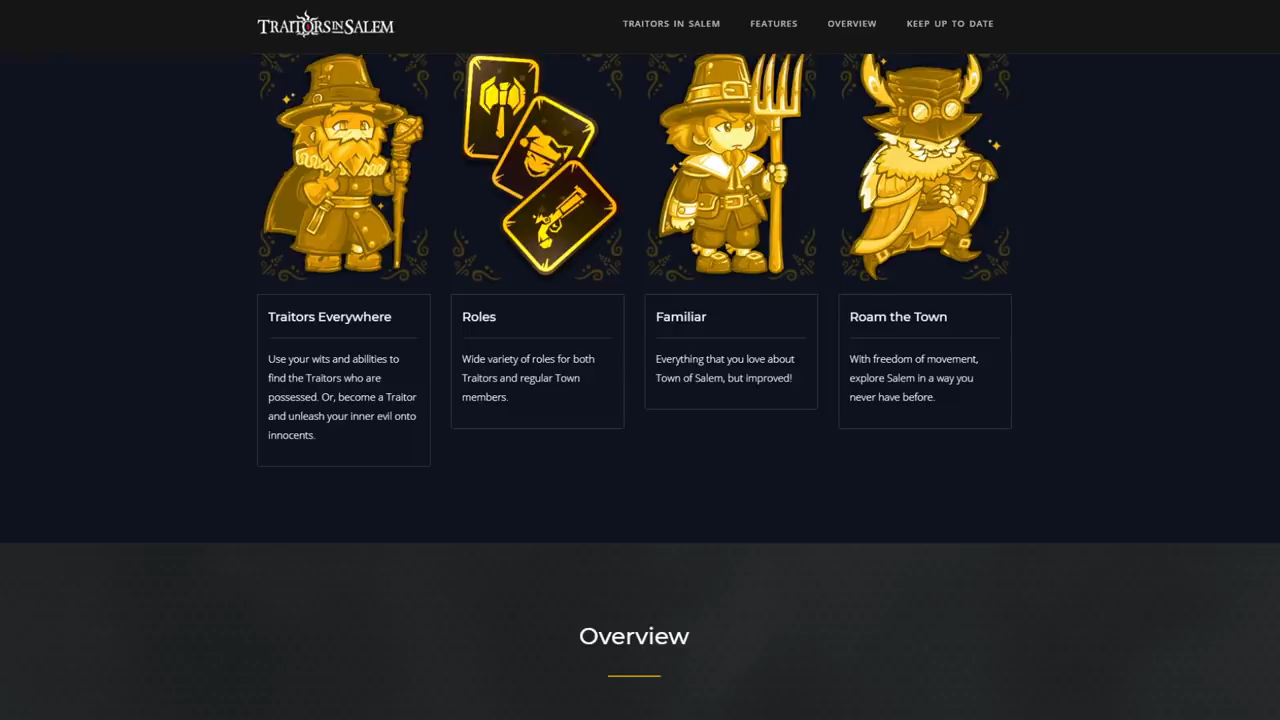 TRAITORS IN SALEM
TRAITORS IN SALEM FEATURES OVERVIEW KEEP UP TO DATE
Traitors Everywhere
Use your wits and abilities to
find the Traitors who are
possessed. Or, become a Traitor
and unleash your inner evil onto
innocents.
Roles
Wide variety of roles for both
Traitors and regular Town
members.
Familiar
Everything that you love about
Town of Salem, but improved!
Roam the Town
With freedom of movement,
explore Salem in a way you
never have before.
Overview